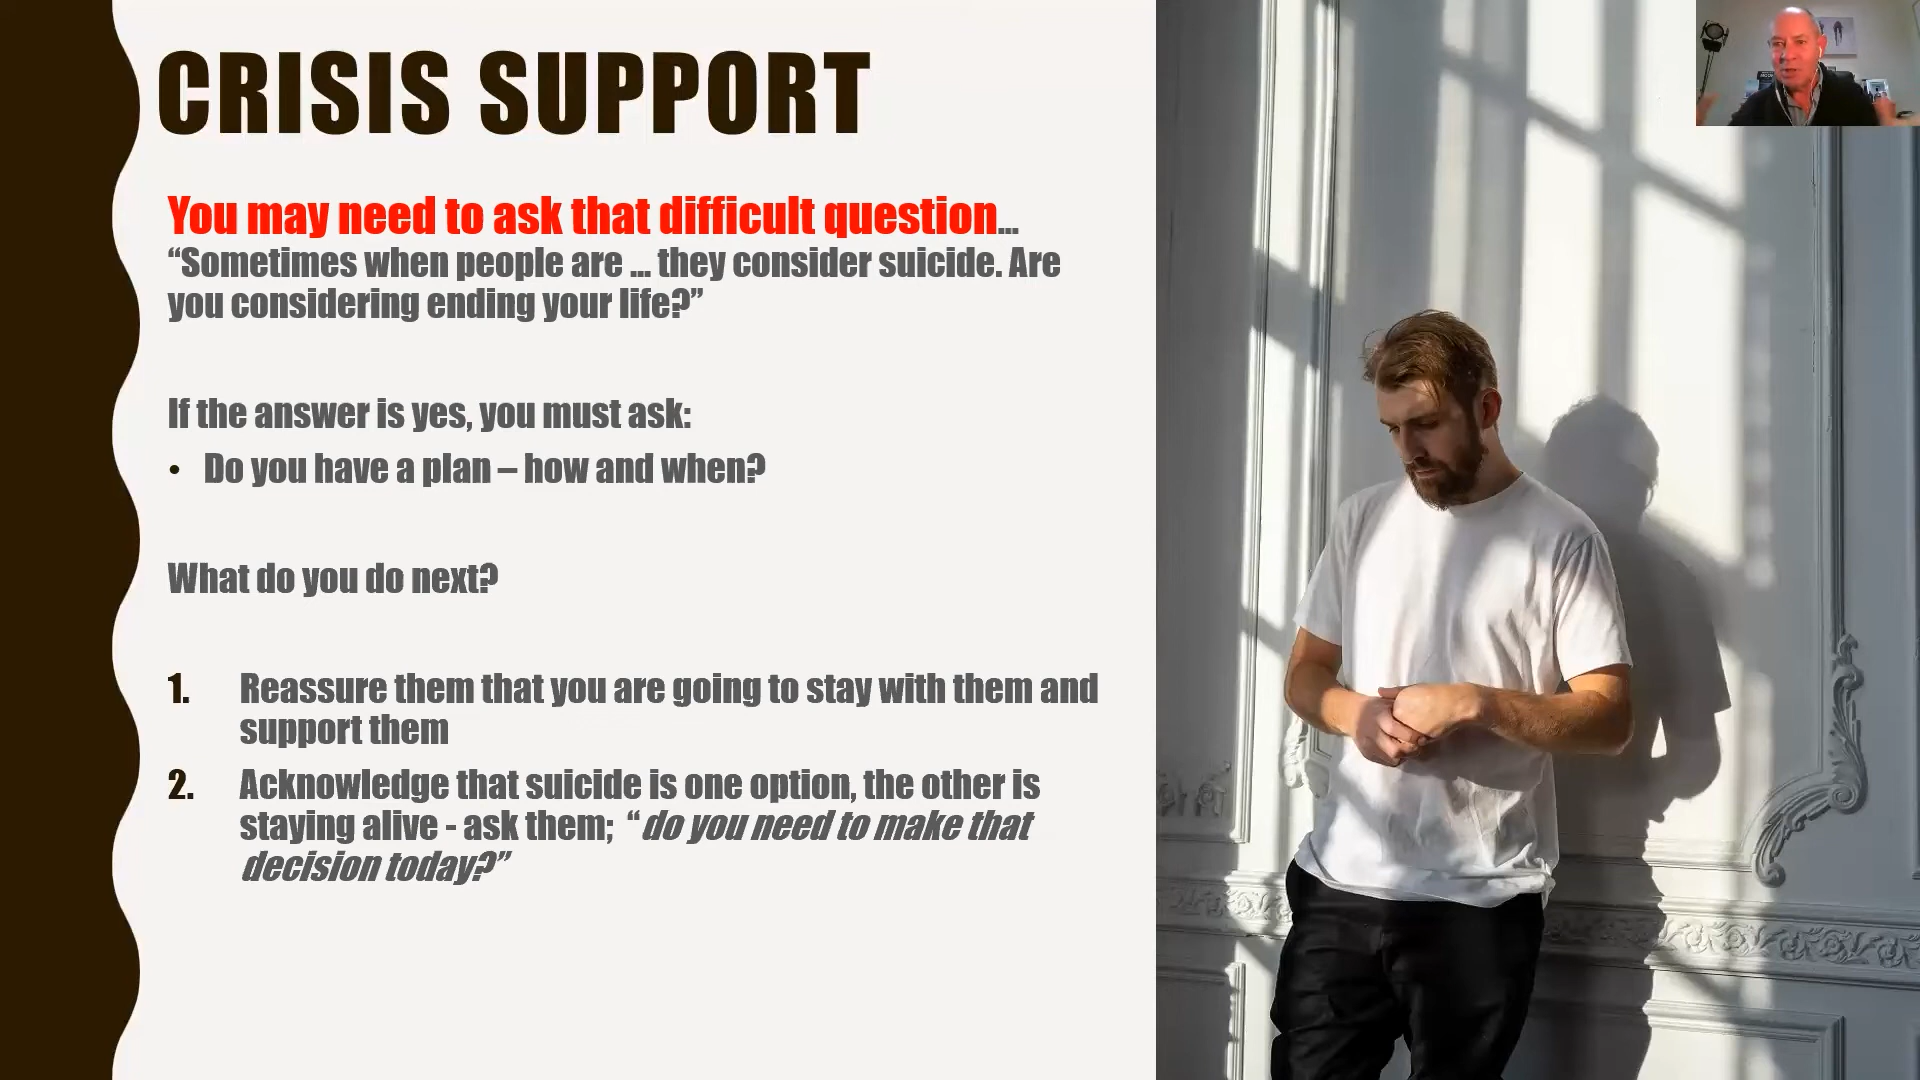 CRISIS SUPPORT
You may need to ask that difficult question...
“Sometimes when people are ... they consider suicide. Are
you considering ending your life?”
If the answer is yes, you must ask:
• Do you have a plan – how and when?
What do you do next?
1. Reassure them that you are going to stay with them and
support them
2. Acknowledge that suicide is one option, the other is
staying alive - ask them; “do you need to make that
decision today?”